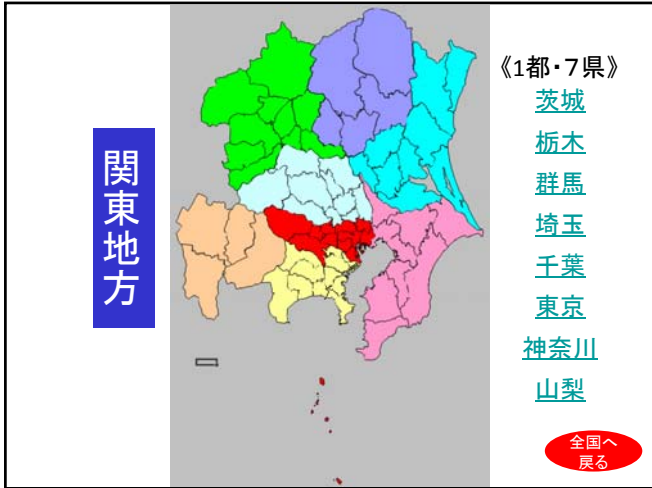 関東地方
《1都・7県》
茨城
栃木
群馬
埼玉
千葉
東京
神奈川
山梨
全国へ
戻る